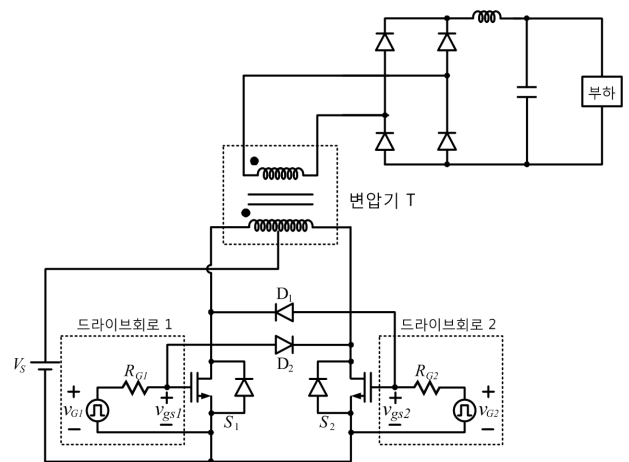 부하
변압기 T
D1
드라이브회로 1
드라이브회로 2
D2
VS
RG1
RG2
+
vG1
−
+
vgs1
−
S1
S2
+
vgs2
−
+
vG2
−